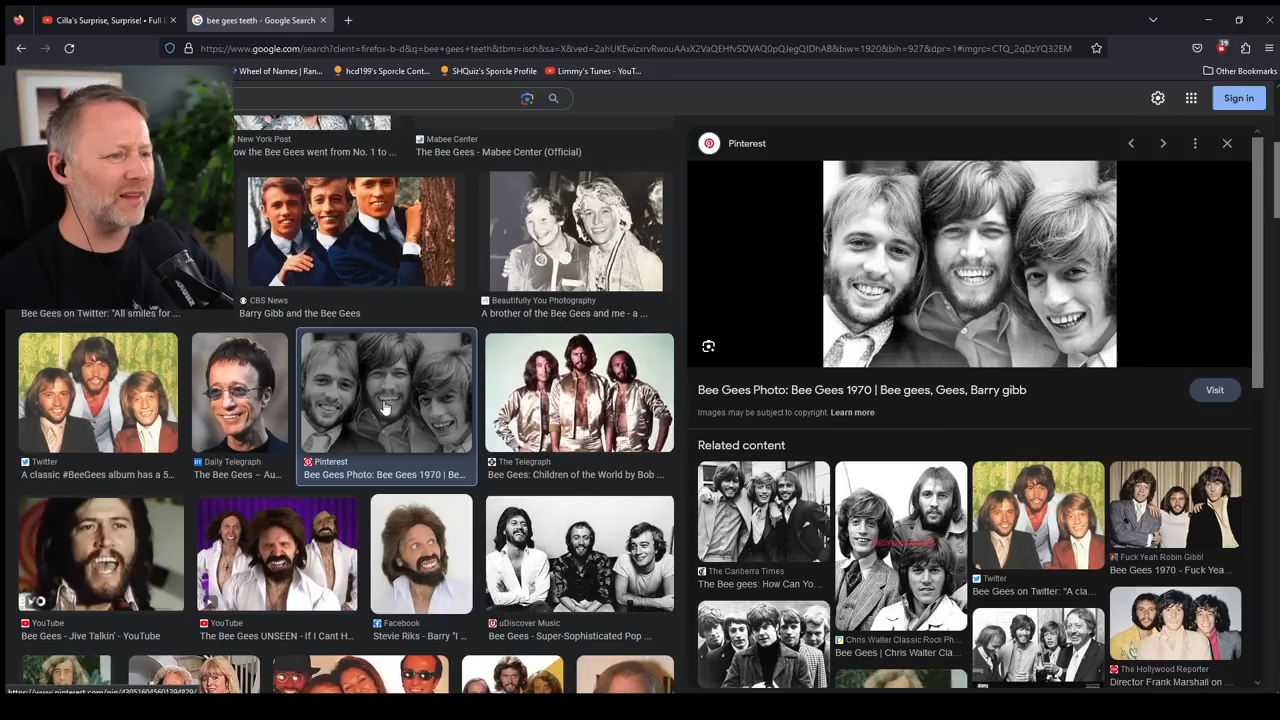 Cilla's Surprise, Surprise! • Full E
bee gees teeth - Google Search
https://www.google.com/search?client=firefox-b-d&q=bee+gees+teeth&tbm=isch&sa=X&ved=2ahUKEwizxrvRwouAAxX2VaQEHfv5DVAQ0pQJegQIDhAB&biw=1920&bih=927&dpr=1#imgrc=CTQ_2qDzYQ32EM
39
Wheel of Names | Ran...
hcd199's Sporcle Cont...
SHQuiz's Sporcle Profile
Limmy's Tunes - YouT...
Other Bookmarks
Sign in
New York Post
ow the Bee Gees went from No. 1 to ...
Mabee Center
The Bee Gees - Mabee Center (Official)
Pinterest
CBS News
Barry Gibb and the Bee Gees
Beautifully You Photography
A brother of the Bee Gees and me - a ...
Bee Gees on Twitter: "All smiles for ...
Twitter
A classic #BeeGees album has a 5...
Daily Telegraph
The Bee Gees – Au...
Pinterest
Bee Gees Photo: Bee Gees 1970 | Be...
The Telegraph
Bee Gees: Children of the World by Bob ...
YouTube
Bee Gees - Jive Talkin' - YouTube
YouTube
The Bee Gees UNSEEN - If I Cant H...
Facebook
Stevie Riks - Barry "I ...
uDiscover Music
Bee Gees - Super-Sophisticated Pop ...
Bee Gees Photo: Bee Gees 1970 | Bee gees, Gees, Barry gibb
Visit
Images may be subject to copyright. Learn more
Related content
The Canberra Times
The Bee gees: How Can Yo...
Chris Walter Classic Rock Ph...
Bee Gees | Chris Walter Cla...
Twitter
Bee Gees on Twitter: "A cla...
Fuck Yeah Robin Gibb!
Bee Gees 1970 - Fuck Yea...
The Hollywood Reporter
Director Frank Marshall on ...
https://www.pinterest.com/pin/430516045601394829/